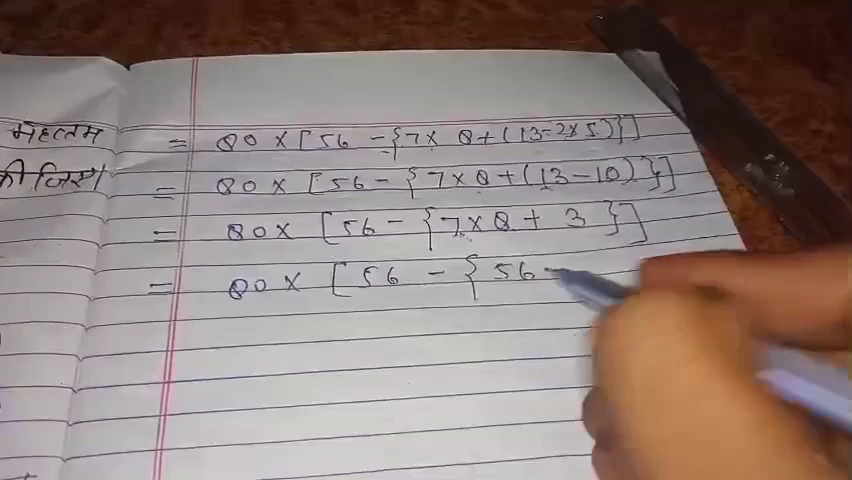 महत्तम
= 80 × [56 - {7 × 8 + (13 - 2 × 5)}]
की जिए।
= 80 × [56 - {7 × 8 + (13 - 10)}]
= 80 × [56 - {7 × 8 + 3}]
= 80 × [56 - {56 -